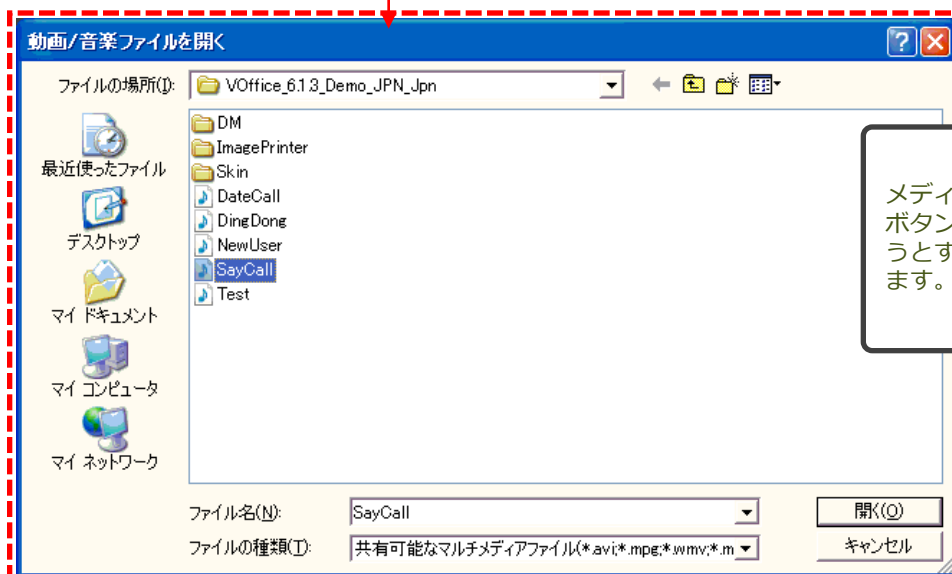 動画/音楽ファイルを開く
ファイルの場所(I):
VOffice_6.1.3_Demo_JPN_Jpn
最近使ったファイル
デスクトップ
マイ ドキュメント
マイ コンピュータ
マイ ネットワーク
DM
ImagePrinter
Skin
DateCall
DingDong
NewUser
SayCall
Test
ファイル名(N):
SayCall
開く(O)
ファイルの種類(T):
共有可能なマルチメディアファイル(*.avi;*.mpg;*.wmv;*.m
キャンセル
メディ
ボタン
うとす
ます。